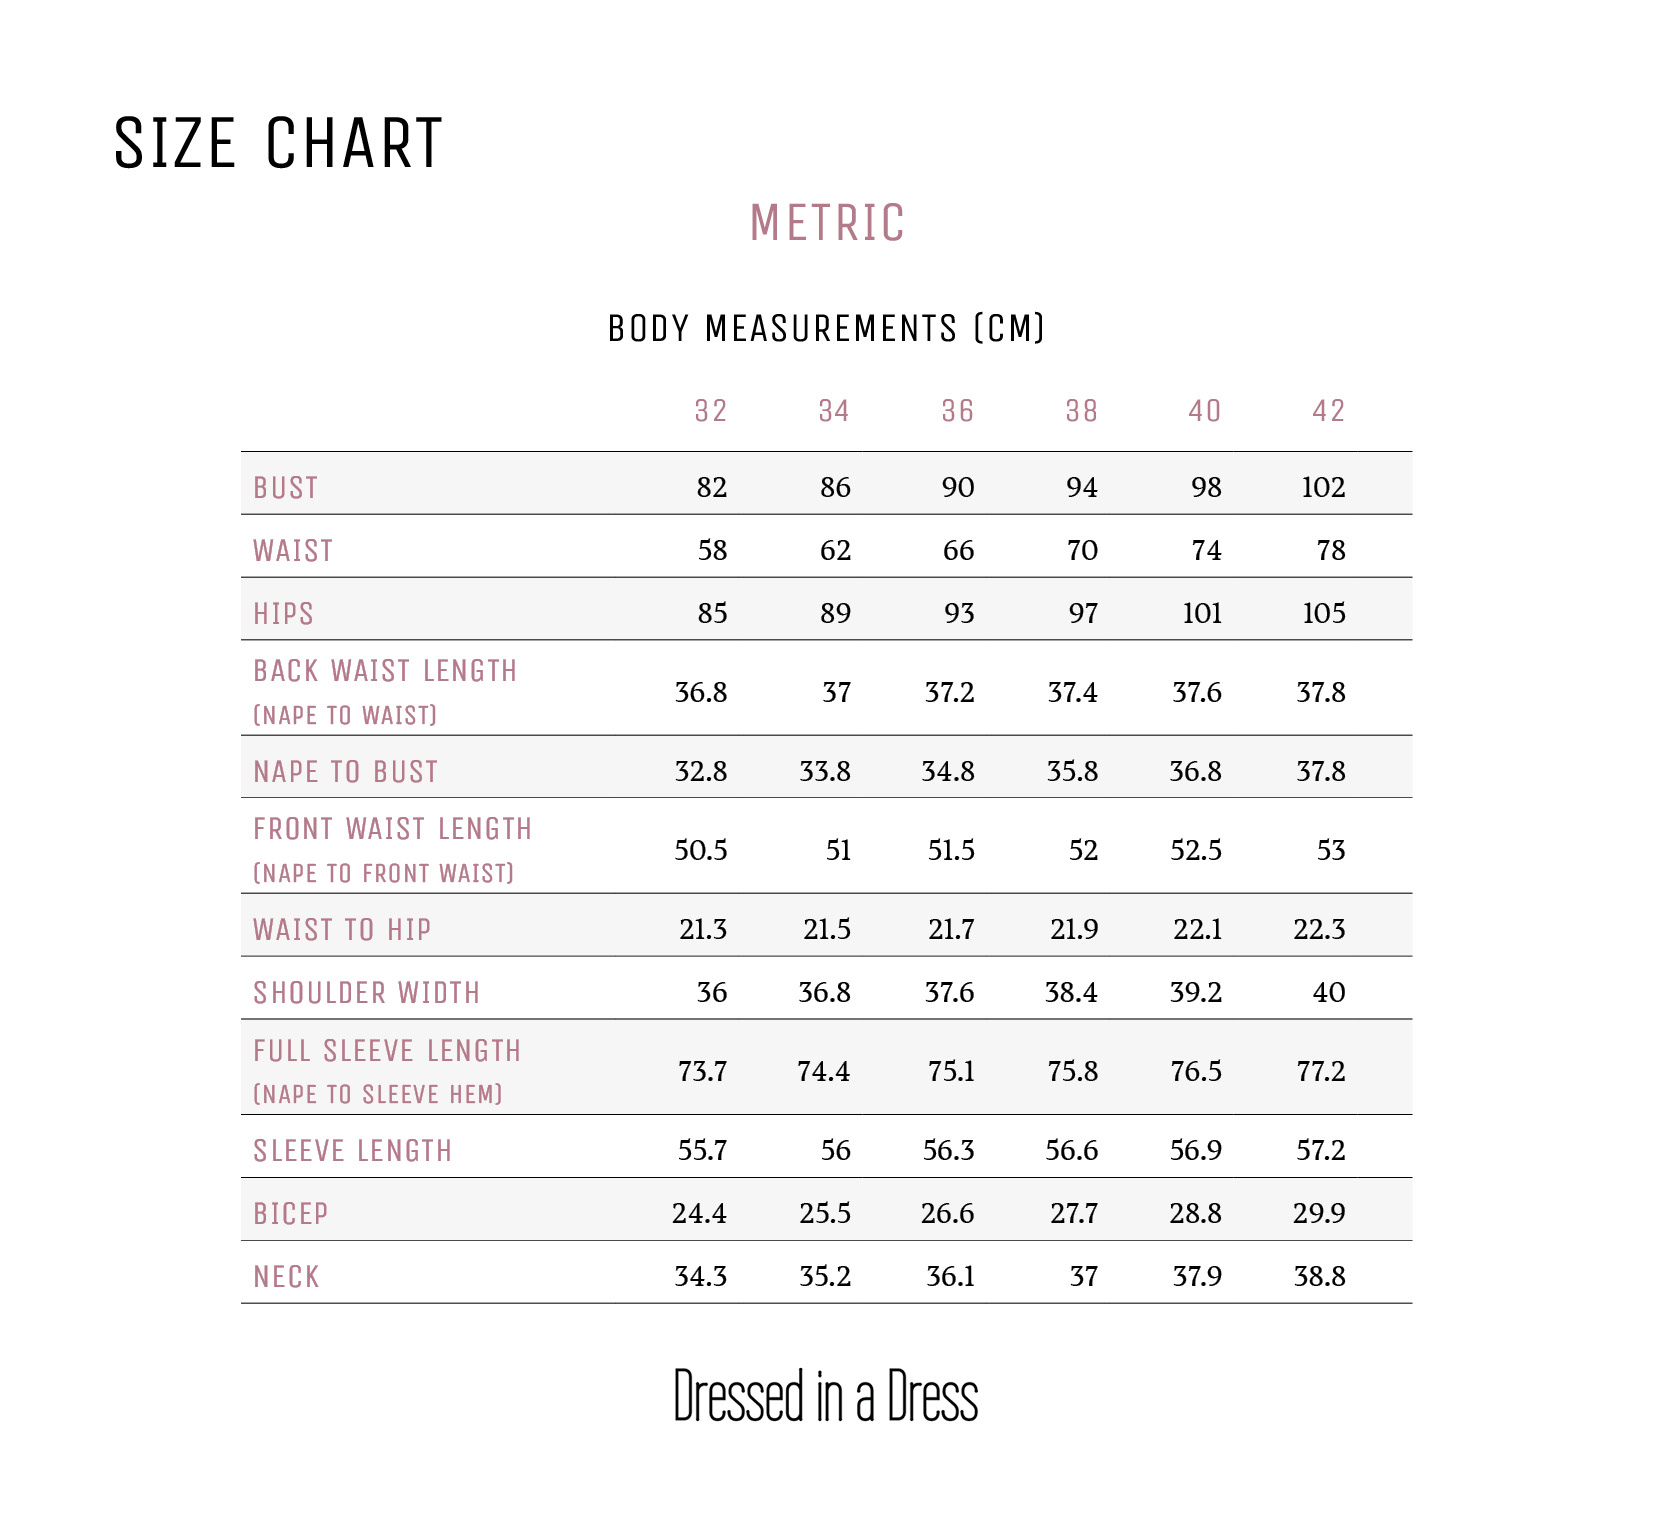 SIZE CHART
METRIC
BODY MEASUREMENTS (CM)
32 34 36 38 40 42
BUST 82 86 90 94 98 102
WAIST 58 62 66 70 74 78
HIPS 85 89 93 97 101 105
BACK WAIST LENGTH
(NAPE TO WAIST) 36.8 37 37.2 37.4 37.6 37.8
NAPE TO BUST 32.8 33.8 34.8 35.8 36.8 37.8
FRONT WAIST LENGTH
(NAPE TO FRONT WAIST) 50.5 51 51.5 52 52.5 53
WAIST TO HIP 21.3 21.5 21.7 21.9 22.1 22.3
SHOULDER WIDTH 36 36.8 37.6 38.4 39.2 40
FULL SLEEVE LENGTH
(NAPE TO SLEEVE HEM) 73.7 74.4 75.1 75.8 76.5 77.2
SLEEVE LENGTH 55.7 56 56.3 56.6 56.9 57.2
BICEP 24.4 25.5 26.6 27.7 28.8 29.9
NECK 34.3 35.2 36.1 37 37.9 38.8
Dressed in a Dress